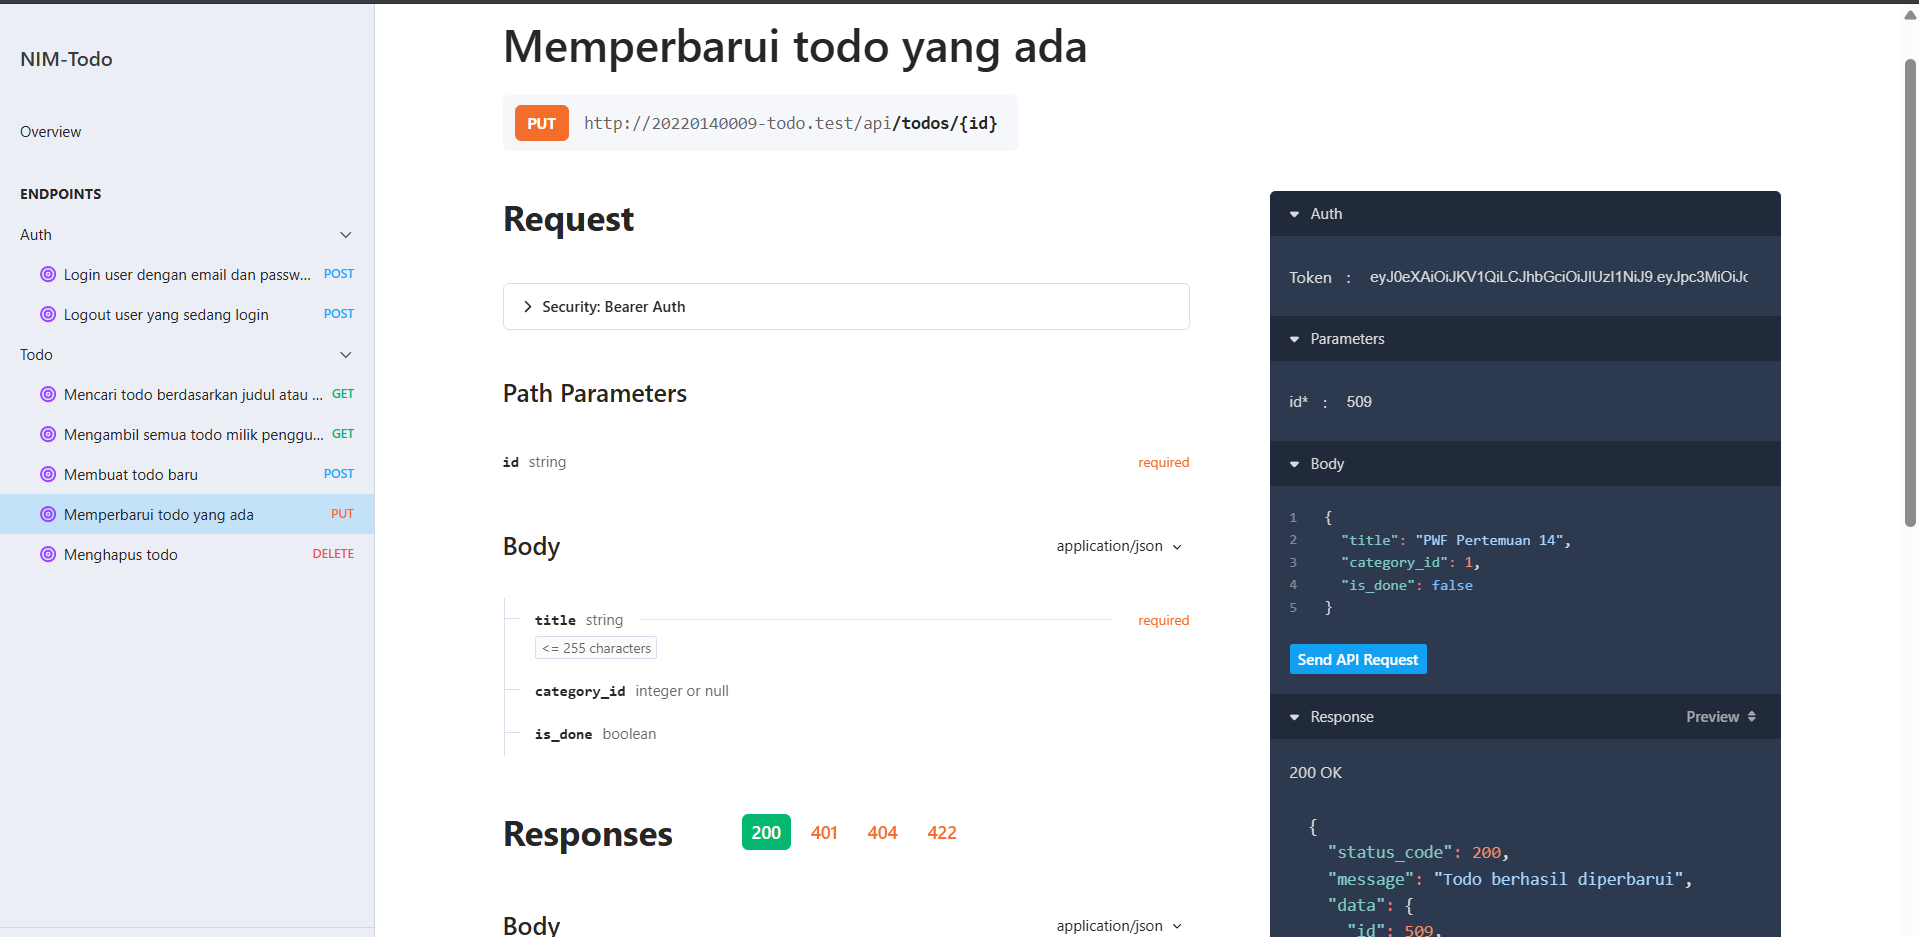 NIM-Todo
Overview
ENDPOINTS
Auth
Login user dengan email dan passw... POST
Logout user yang sedang login POST
Todo
Mencari todo berdasarkan judul atau ... GET
Mengambil semua todo milik penggu... GET
Membuat todo baru POST
Memperbarui todo yang ada PUT
Menghapus todo DELETE
Memperbarui todo yang ada
PUT http://20220140009-todo.test/api/todos/{id}
Request
Security: Bearer Auth
Path Parameters
id string required
Body application/json
title string required
<= 255 characters
category_id integer or null
is_done boolean
Responses 200 401 404 422
Body application/json
Auth
Token : eyJ0eXAiOiJKV1QiLCJhbGciOiJIUzI1NiJ9.eyJpc3MiOiJc
Parameters
id* : 509
Body
1 {
2 "title": "PWF Pertemuan 14",
3 "category_id": 1,
4 "is_done": false
5 }
Send API Request
Response Preview
200 OK
{
"status_code": 200,
"message": "Todo berhasil diperbarui",
"data": {
"id": 509,